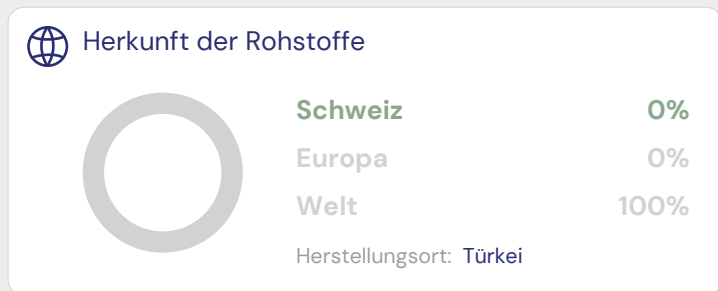 Herkunft der Rohstoffe
Schweiz 0%
Europa 0%
Welt 100%
Herstellungsort: Türkei